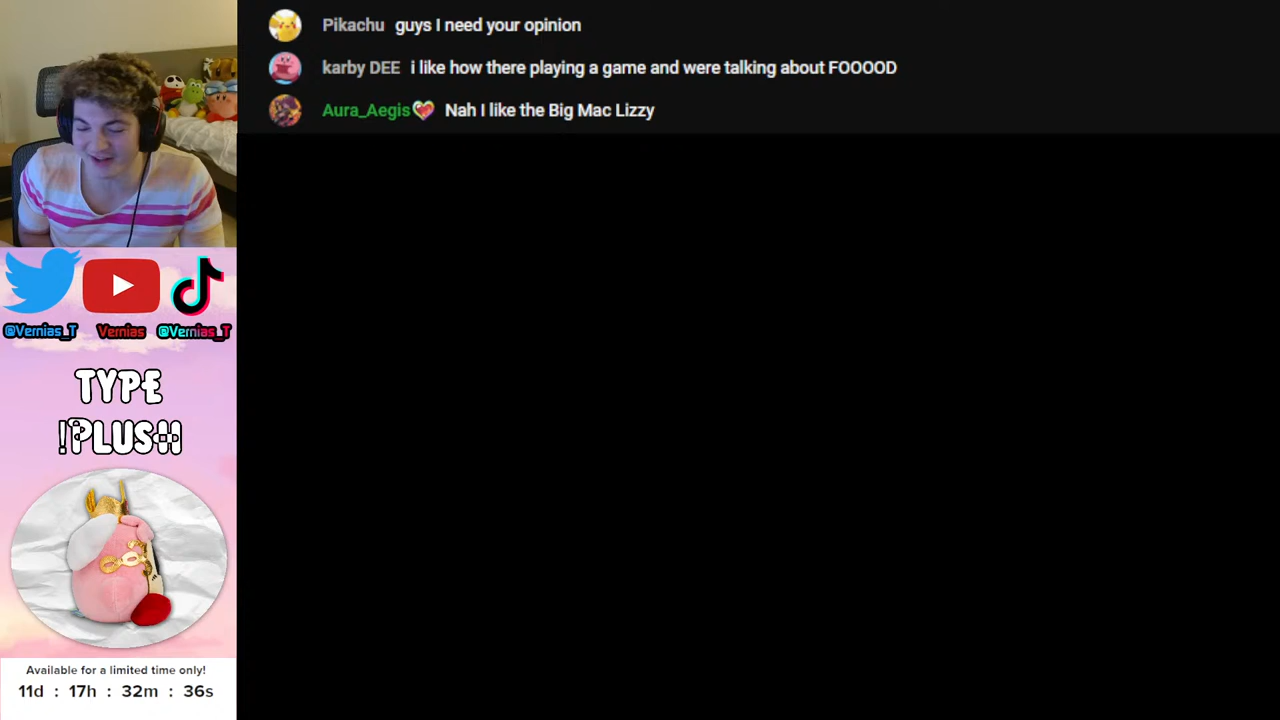 Pikachu guys I need your opinion
karby DEE i like how there playing a game and were talking about FOOOOD
Aura_Aegis💝 Nah I like the Big Mac Lizzy
@Vernias_T Vernias @Vernias_T
TYPE
!PLUSH
Available for a limited time only!
11d : 17h : 32m : 36s